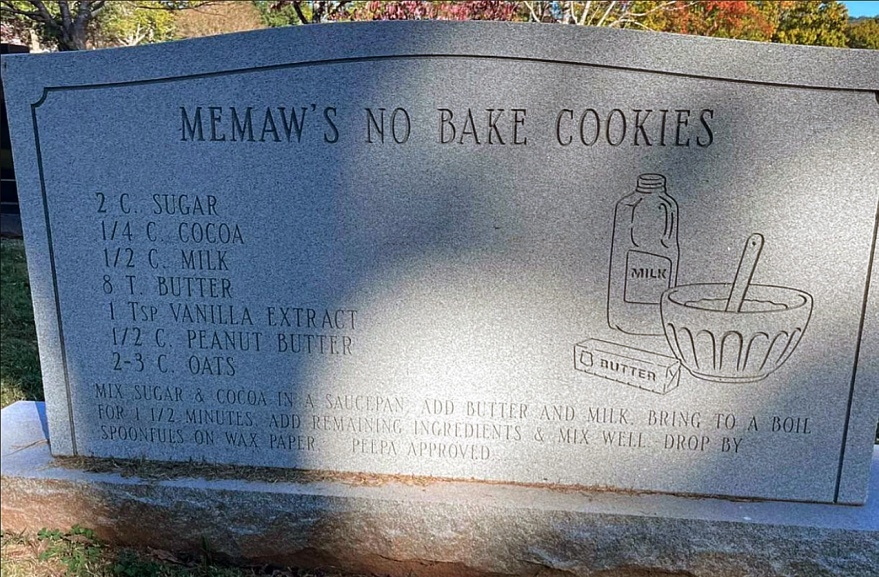 MEMAW'S NO BAKE COOKIES
2 C. SUGAR
1/4 C. COCOA
1/2 C. MILK
8 T. BUTTER
1 TSP VANILLA EXTRACT
1/2 C. PEANUT BUTTER
2-3 C. OATS
MILK
BUTTER
MIX SUGAR & COCOA IN A SAUCEPAN, ADD BUTTER AND MILK. BRING TO A BOIL
FOR 1 1/2 MINUTES. ADD REMAINING INGREDIENTS & MIX WELL. DROP BY
SPOONFULS ON WAX PAPER. PEEPA APPROVED